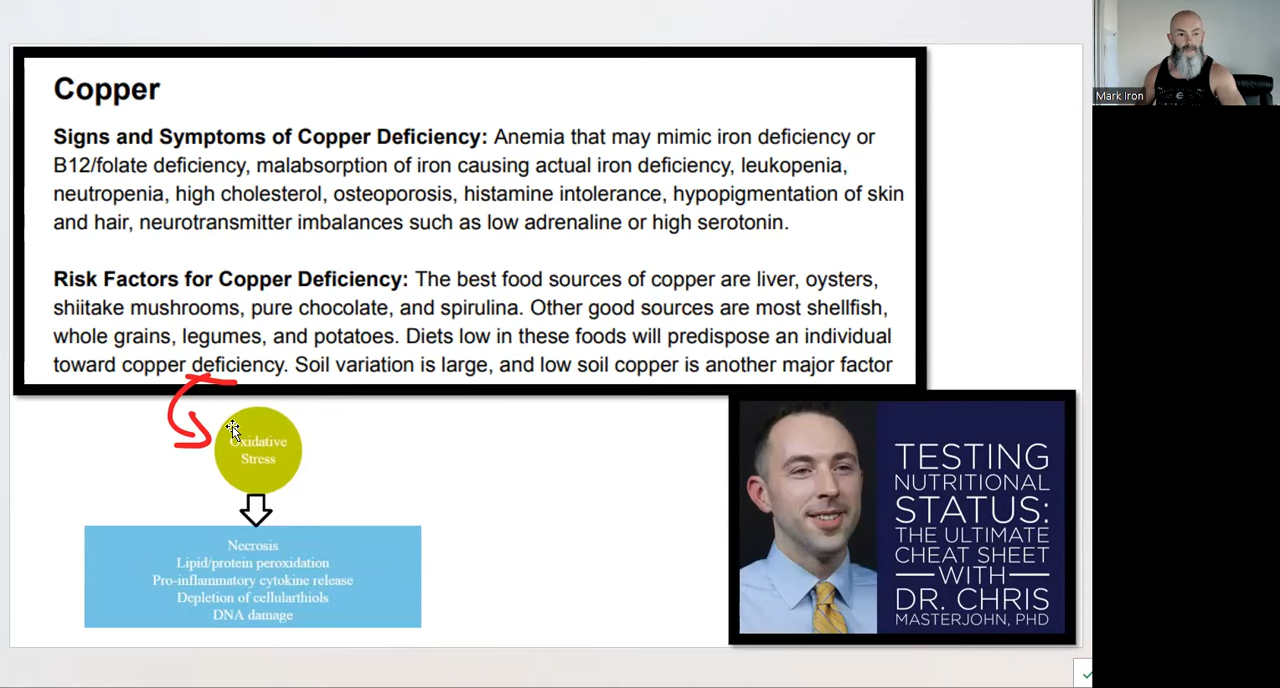 Copper
Signs and Symptoms of Copper Deficiency: Anemia that may mimic iron deficiency or
B12/folate deficiency, malabsorption of iron causing actual iron deficiency, leukopenia,
neutropenia, high cholesterol, osteoporosis, histamine intolerance, hypopigmentation of skin
and hair, neurotransmitter imbalances such as low adrenaline or high serotonin.
Risk Factors for Copper Deficiency: The best food sources of copper are liver, oysters,
shiitake mushrooms, pure chocolate, and spirulina. Other good sources are most shellfish,
whole grains, legumes, and potatoes. Diets low in these foods will predispose an individual
toward copper deficiency. Soil variation is large, and low soil copper is another major factor
Oxidative
Stress
Necrosis
Lipid/protein peroxidation
Pro-inflammatory cytokine release
Depletion of cellularthiols
DNA damage
TESTING
NUTRITIONAL
STATUS:
THE ULTIMATE
CHEAT SHEET
WITH
DR. CHRIS
MASTERJOHN, PHD
Mark Iron